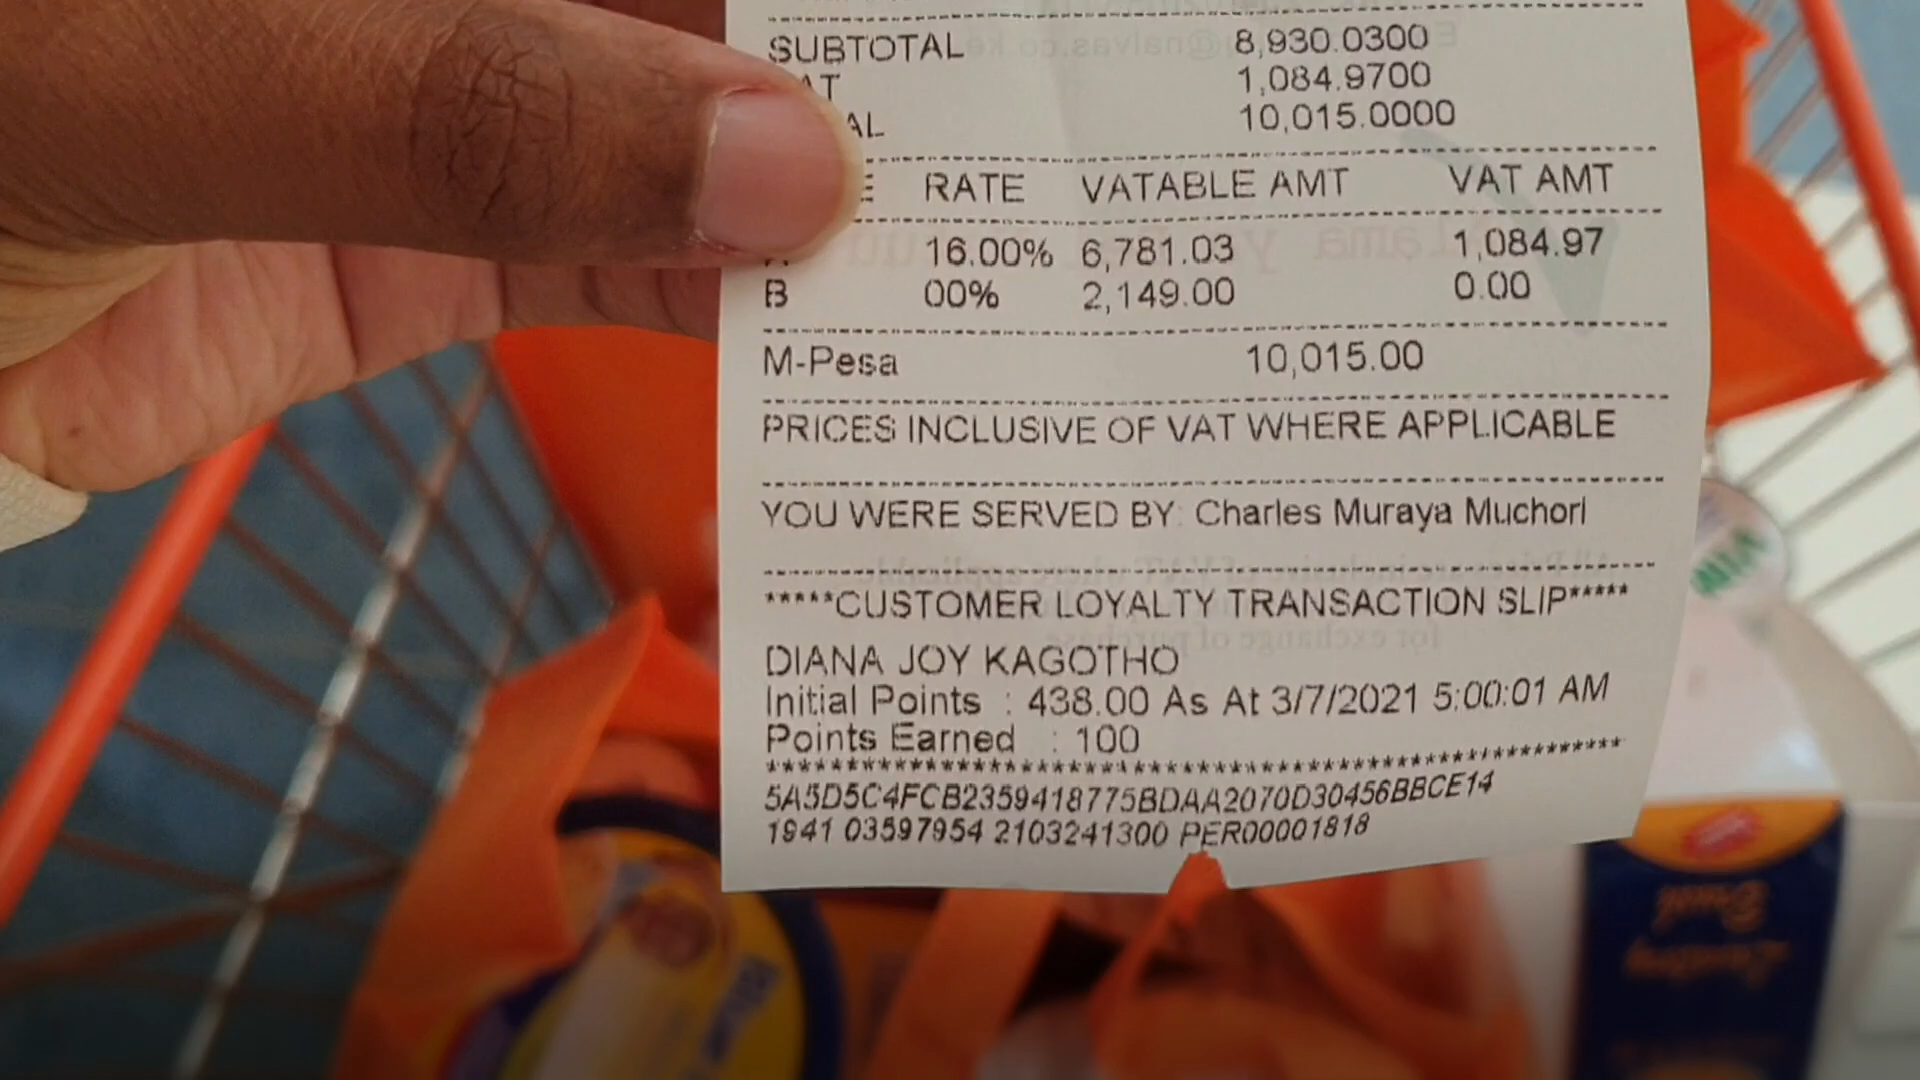 SUBTOTAL 8,930.0300
AT 1,084.9700
AL 10,015.0000
E RATE VATABLE AMT VAT AMT
16.00% 6,781.03 1,084.97
B 00% 2,149.00 0.00
M-Pesa 10,015.00
PRICES INCLUSIVE OF VAT WHERE APPLICABLE
YOU WERE SERVED BY: Charles Muraya Muchori
*****CUSTOMER LOYALTY TRANSACTION SLIP*****
DIANA JOY KAGOTHO
Initial Points : 438.00 As At 3/7/2021 5:00:01 AM
Points Earned : 100
**********************************************
5A5D5C4FCB2359418775BDAA2070D30456BBCE14
1941 03597954 2103241300 PER00001818